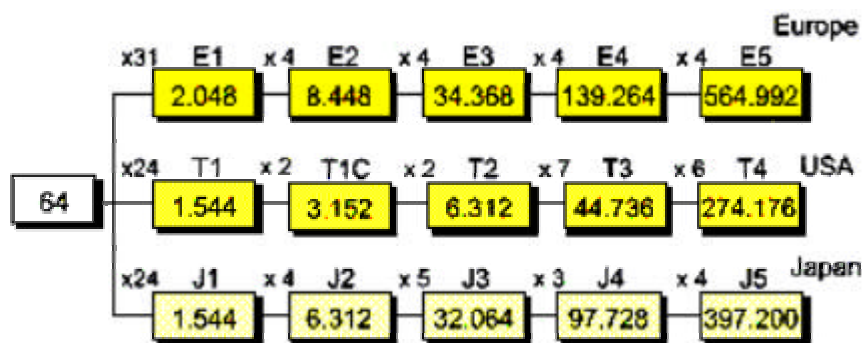 Europe
x31 E1 x 4 E2 x 4 E3 x 4 E4 x 4 E5
2.048 8.448 34.368 139.264 564.992
x24 T1 x 2 T1C x 2 T2 x 7 T3 x 6 T4 USA
64 1.544 3.152 6.312 44.736 274.176
x24 J1 x 4 J2 x 5 J3 x 3 J4 x 4 J5 Japan
1.544 6.312 32.064 97.728 397.200